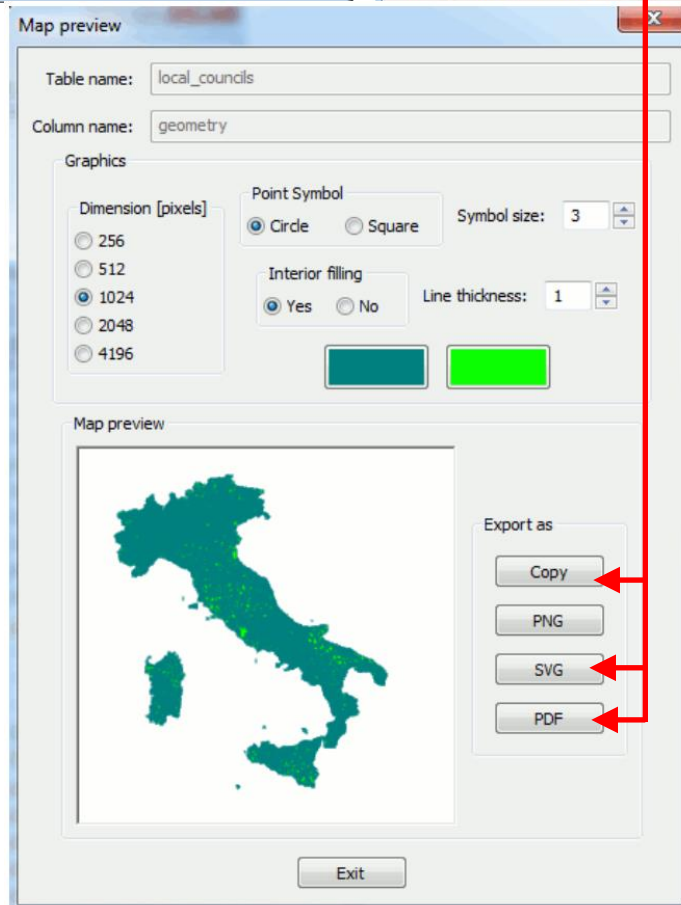 Map preview
x
Table name: local_councils
Column name: geometry
Graphics
Dimension [pixels]
256
512
1024
2048
4196
Point Symbol
Circle Square
Symbol size: 3
Interior filling
Yes No
Line thickness: 1
Map preview
Export as
Copy
PNG
SVG
PDF
Exit